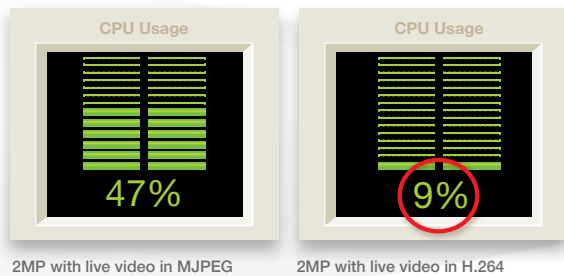 CPU Usage
47%
2MP with live video in MJPEG
CPU Usage
9%
2MP with live video in H.264